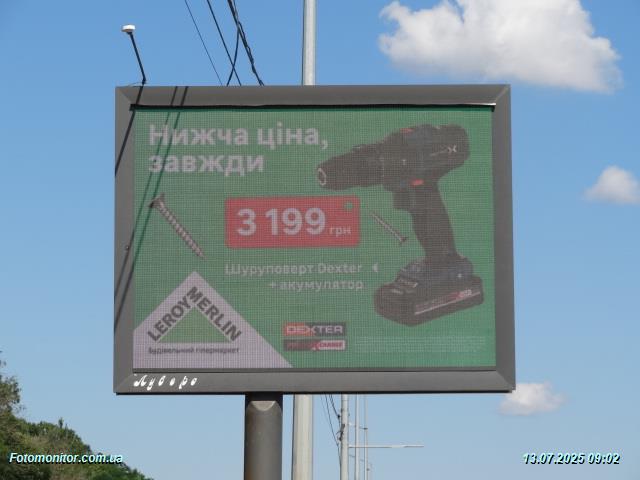 Нижча ціна,
завжди
3 199 грн
Шуруповерт Dexter
+ акумулятор
LEROY MERLIN
Будівельний гіпермаркет
DEXTER
Луверс
Fotomonitor.com.ua
13.07.2025 09:02